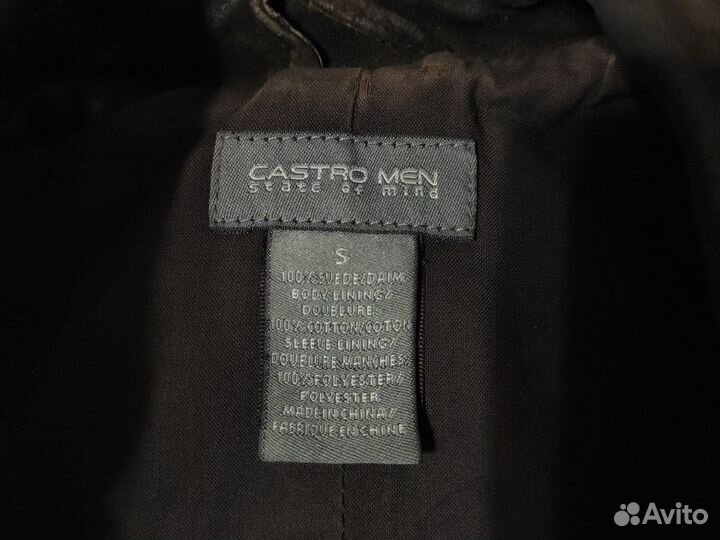 CASTRO MEN
state of mind
S
100% SUEDE/DAIM
BODY LINING/
DOUBLURE:
100% COTTON/COTON
SLEEVE LINING/
DOUELURE MANCHES:
100% POLYESTER/
POLYESTER
MADE IN CHINA/
FABRIQUE EN CHINE
Avito